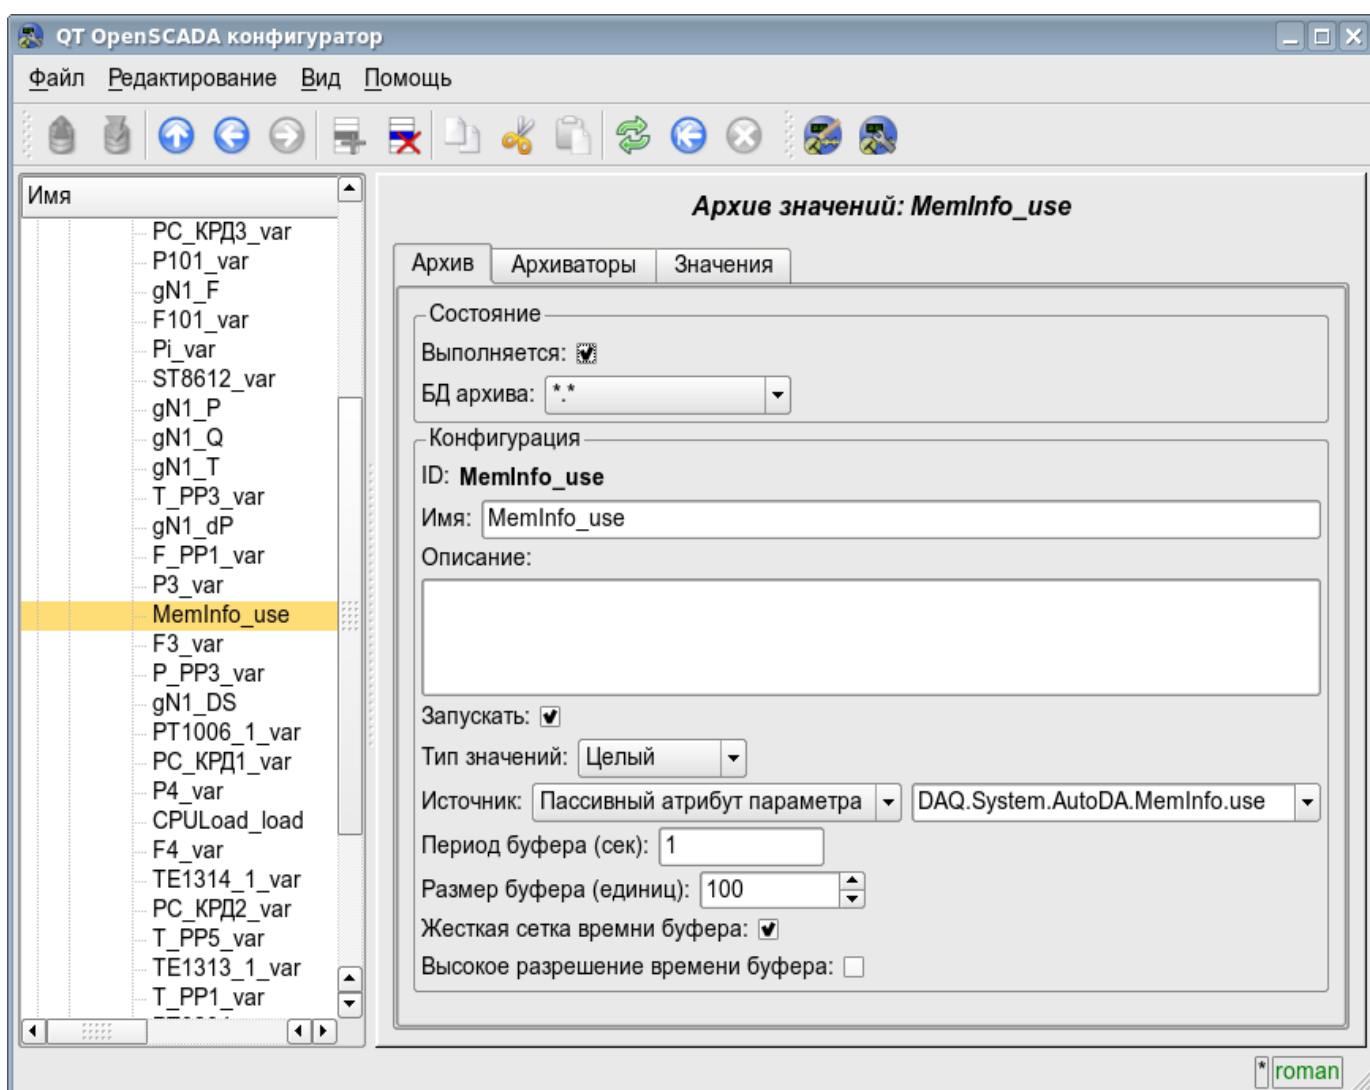 QT OpenSCADA конфигуратор
Файл Редактирование Вид Помощь
Имя
PC_КРД3_var
P101_var
gN1_F
F101_var
Pi_var
ST8612_var
gN1_P
gN1_Q
gN1_T
T_PP3_var
gN1_dP
F_PP1_var
P3_var
MemInfo_use
F3_var
P_PP3_var
gN1_DS
PT1006_1_var
PC_КРД1_var
P4_var
CPULoad_load
F4_var
TE1314_1_var
PC_КРД2_var
T_PP5_var
TE1313_1_var
T_PP1_var
Архив значений: MemInfo_use
Архив Архиваторы Значения
Состояние
Выполняется:
БД архива: *.*
Конфигурация
ID: MemInfo_use
Имя: MemInfo_use
Описание:
Запускать:
Тип значений: Целый
Источник: Пассивный атрибут параметра DAQ.System.AutoDA.MemInfo.use
Период буфера (сек): 1
Размер буфера (единиц): 100
Жесткая сетка времни буфера:
Высокое разрешение времени буфера:
* roman